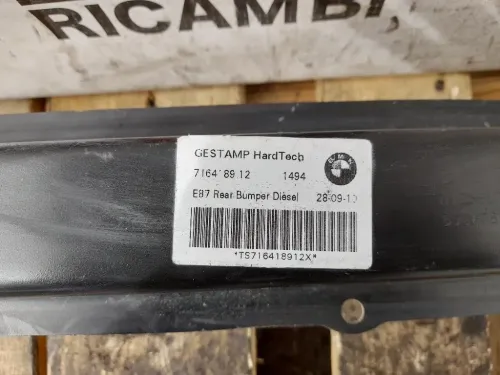 RICAMBI
GESTAMP HardTech
7164189.12 1494
E87 Rear Bumper Diesel 28-09-10
*TS716418912X*